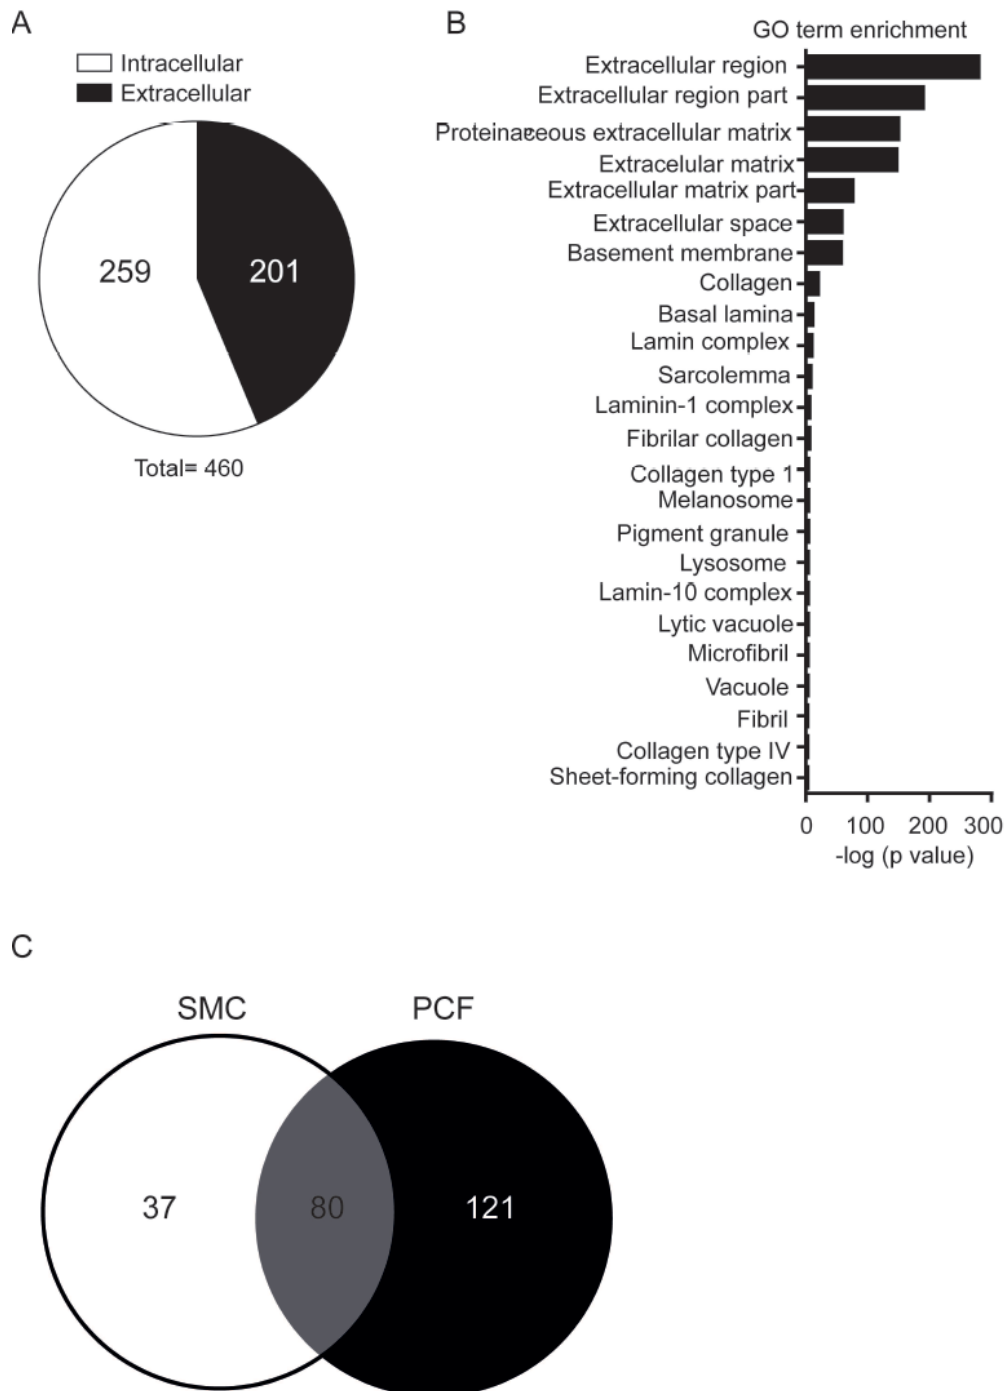 A
Intracellular
Extracellular
259
201
Total= 460
B
GO term enrichment
Extracellular region
Extracellular region part
Proteinaceous extracellular matrix
Extracelular matrix
Extracellular matrix part
Extracellular space
Basement membrane
Collagen
Basal lamina
Lamin complex
Sarcolemma
Laminin-1 complex
Fibrilar collagen
Collagen type 1
Melanosome
Pigment granule
Lysosome
Lamin-10 complex
Lytic vacuole
Microfibril
Vacuole
Fibril
Collagen type IV
Sheet-forming collagen
0 100 200 300
-log (p value)
C
SMC PCF
37 80 121